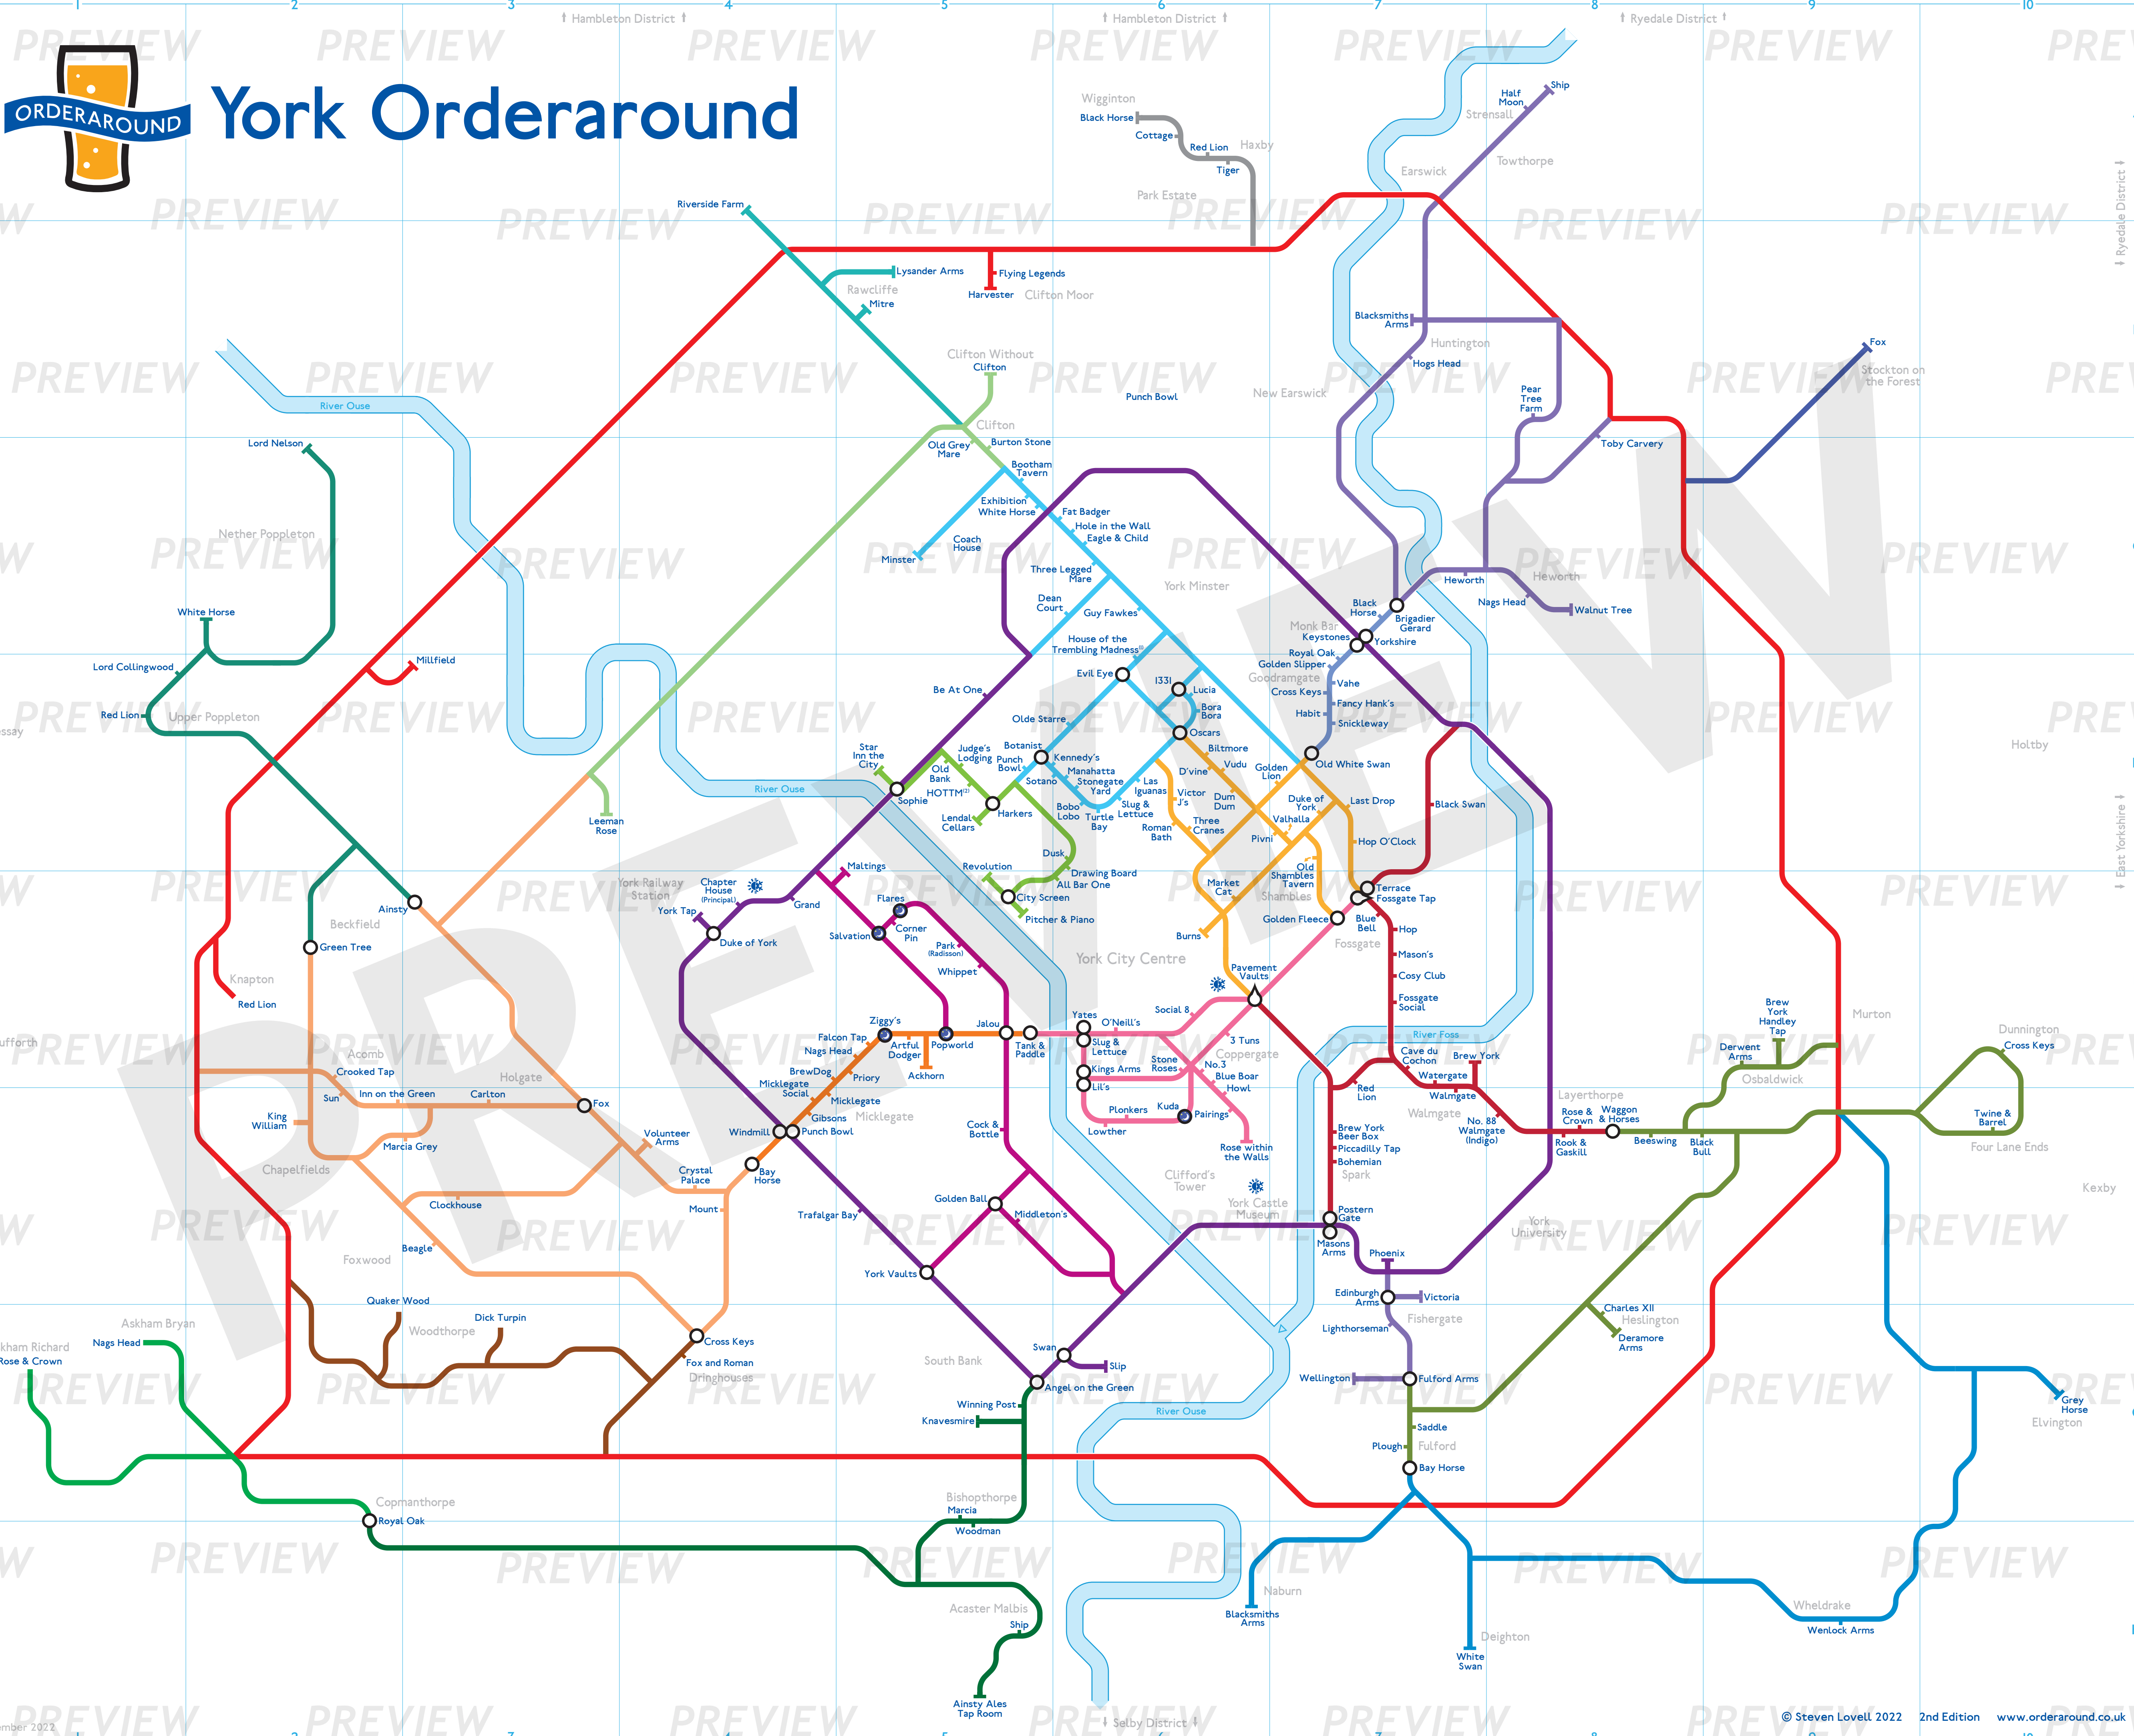 1 2 3 4 5 6 7 8 9 10
Hambleton District
Hambleton District
Ryedale District
ORDERAROUND
York Orderaround
Wigginton
Black Horse
Cottage
Red Lion
Haxby
Tiger
Park Estate
Half
Moon
Ship
Strensall
Towthorpe
Earswick
Ryedale District
Riverside Farm
Lysander Arms
Rawcliffe
Mitre
Flying Legends
Harvester
Clifton Moor
Clifton Without
Clifton
Clifton
Old Grey
Mare
Burton Stone
Bootham
Tavern
Exhibition
White Horse
Minster
Coach
House
Fat Badger
Hole in the Wall
Eagle & Child
Three Legged
Mare
Dean
Court
Guy Fawkes
York Minster
House of the
Trembling Madness
Punch Bowl
New Earswick
Blacksmiths
Arms
Huntington
Hogs Head
Pear
Tree
Farm
Toby Carvery
Fox
Stockton on
the Forest
River Ouse
Lord Nelson
Nether Poppleton
White Horse
Lord Collingwood
Red Lion
Upper Poppleton
Millfield
Heworth
Heworth
Nags Head
Walnut Tree
Black
Horse
Brigadier
Gerard
Monk Bar
Keystones
Yorkshire
Royal Oak
Golden Slipper
Goodramgate
Cross Keys
Vahe
Fancy Hank's
Habit
Snickleway
Old White Swan
Evil Eye
1331
Lucia
Bora
Bora
Oscars
Be At One
Olde Starre
Star
Inn the
City
Sophie
Old
Bank
Judge's
Lodging
HOTTM(2)
Punch
Bowl
Botanist
Kennedy's
Sotano
Manahatta
Stonegate
Yard
Bobo
Lobo
Turtle
Bay
Slug &
Lettuce
Las
Iguanas
Lendal
Cellars
Harkers
Biltmore
Vudu
D'vine
Victor
J's
Dum
Dum
Golden
Lion
Duke of
York
Valhalla
Last Drop
Pivni
Three
Cranes
Roman
Bath
Hop O'Clock
Black Swan
Old
Shambles
Tavern
Market
Cat
Shambles
Terrace
Fossgate Tap
Golden Fleece
Blue
Bell
Fossgate
Burns
Hop
Mason's
Cosy Club
Fossgate
Social
River Ouse
Leeman
Rose
York Railway
Station
Chapter
House
(Principal)
Maltings
Grand
York Tap
Duke of York
Flares
Salvation
Corner
Pin
Park
(Radisson)
Whippet
Dusk
Drawing Board
All Bar One
Revolution
City Screen
Pitcher & Piano
York City Centre
Pavement
Vaults
Holtby
East Yorkshire
Ainsty
Beckfield
Green Tree
Knapton
Red Lion
Acomb
Crooked Tap
Sun
Inn on the Green
Carlton
Holgate
Fox
King
William
Marcia Grey
Chapelfields
Volunteer
Arms
Crystal
Palace
Mount
Clockhouse
Beagle
Foxwood
Ziggy's
Falcon Tap
Nags Head
BrewDog
Micklegate
Social
Artful
Dodger
Popworld
Ackhorn
Priory
Micklegate
Gibsons
Micklegate
Windmill
Punch Bowl
Bay
Horse
Jalou
Tank &
Paddle
Yates
O'Neill's
Slug &
Lettuce
Social 8
3 Tuns
Coppergate
Kings Arms
Stone
Roses
No.3
Blue Boar
Howl
Lil's
Plonkers
Kuda
Pairings
Lowther
Rose within
the Walls
Clifford's
Tower
York Castle
Museum
Cock &
Bottle
Golden Ball
Middleton's
Trafalgar Bay
York Vaults
River Foss
Cave du
Cochon
Brew York
Watergate
Walmgate
Red
Lion
Walmgate
No. 88
Walmgate
(Indigo)
Layerthorpe
Rose &
Crown
Waggon
& Horses
Rook &
Gaskill
Beeswing
Black
Bull
Brew York
Beer Box
Piccadilly Tap
Bohemian
Spark
Postern
Gate
Masons
Arms
Brew
York
Handley
Tap
Derwent
Arms
Osbaldwick
Murton
Dunnington
Cross Keys
Twine &
Barrel
Four Lane Ends
Kexby
York
University
Phoenix
Edinburgh
Arms
Victoria
Fishergate
Lighthorseman
Wellington
Fulford Arms
Saddle
Plough
Fulford
Bay Horse
Charles XII
Heslington
Deramore
Arms
Quaker Wood
Dick Turpin
Woodthorpe
Cross Keys
Fox and Roman
Dringhouses
Askham Bryan
Nags Head
kham Richard
Rose & Crown
South Bank
Swan
Slip
Angel on the Green
Winning Post
Knavesmire
River Ouse
Grey
Horse
Elvington
Copmanthorpe
Royal Oak
Bishopthorpe
Marcia
Woodman
Acaster Malbis
Ship
Ainsty Ales
Tap Room
Naburn
Blacksmiths
Arms
Deighton
White
Swan
Wheldrake
Wenlock Arms
Selby District
ember 2022
© Steven Lovell 2022 2nd Edition www.orderaround.co.uk
PREVIEW